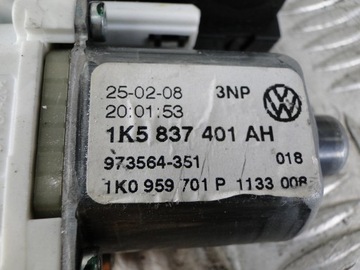 25-02-08 3NP
20:01:53
1K5 837 401 AH
973564-351 018
1K0 959 701 P 1133 008